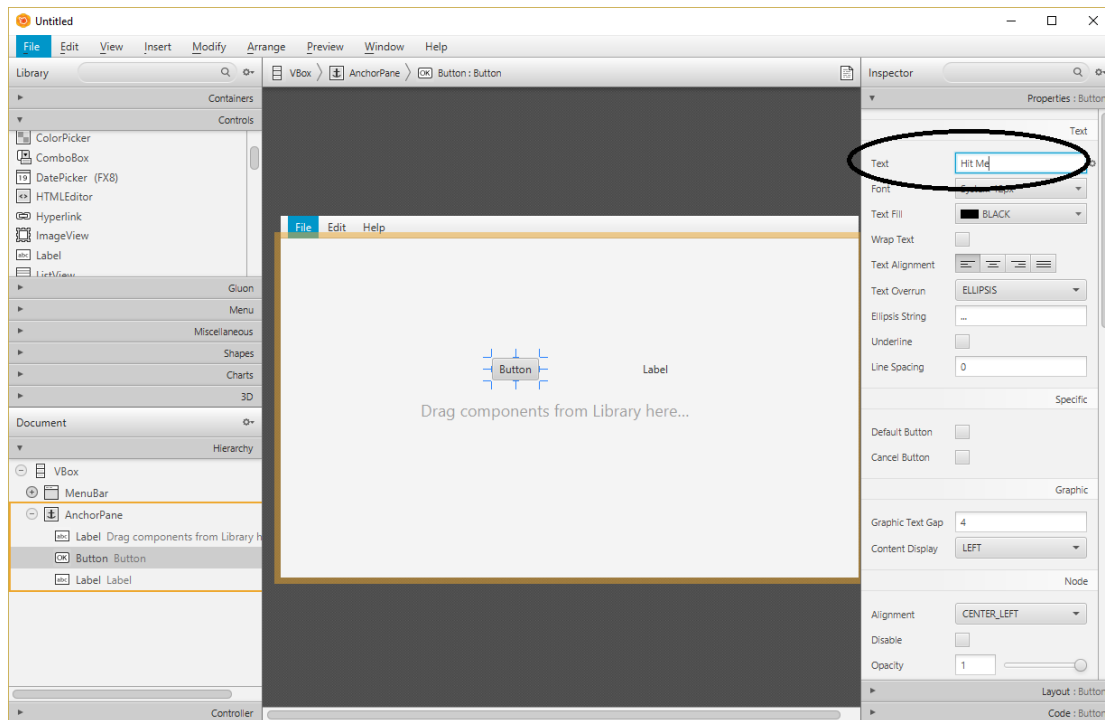 Untitled
File Edit View Insert Modify Arrange Preview Window Help
Library
Containers
Controls
ColorPicker
ComboBox
DatePicker (FX8)
HTMLEditor
Hyperlink
ImageView
Label
ListView
Gluon
Menu
Miscellaneous
Shapes
Charts
3D
Document
Hierarchy
VBox
MenuBar
AnchorPane
Label Drag components from Library h
Button Button
Label Label
Controller
VBox AnchorPane Button : Button
File Edit Help
Button Label
Drag components from Library here...
Inspector
Properties : Button
Text
Text Hit Me
Font
Text Fill BLACK
Wrap Text
Text Alignment
Text Overrun ELLIPSIS
Ellipsis String ...
Underline
Line Spacing 0
Specific
Default Button
Cancel Button
Graphic
Graphic Text Gap 4
Content Display LEFT
Node
Alignment CENTER_LEFT
Disable
Opacity 1
Layout : Button
Code : Button